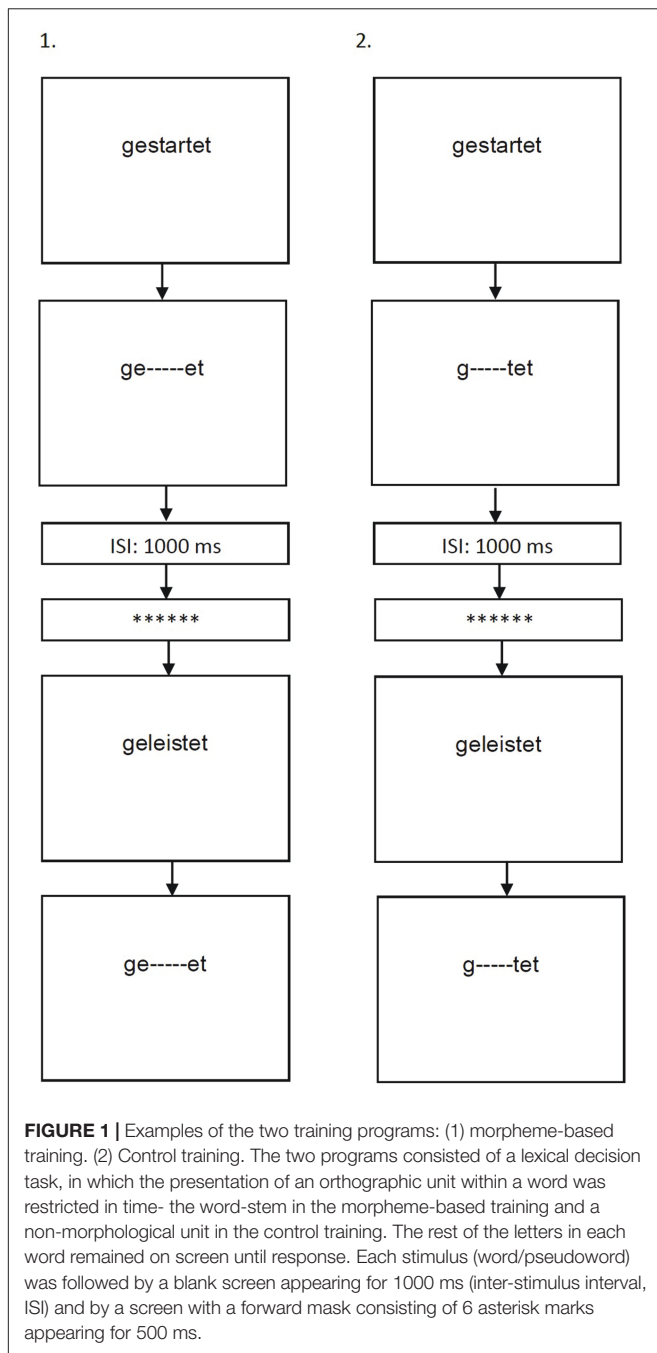 1.
2.
gestartet
gestartet
ge-----et
g-----tet
ISI: 1000 ms
ISI: 1000 ms
******
******
geleistet
geleistet
ge-----et
g-----tet
FIGURE 1 | Examples of the two training programs: (1) morpheme-based
training. (2) Control training. The two programs consisted of a lexical decision
task, in which the presentation of an orthographic unit within a word was
restricted in time- the word-stem in the morpheme-based training and a
non-morphological unit in the control training. The rest of the letters in each
word remained on screen until response. Each stimulus (word/pseudoword)
was followed by a blank screen appearing for 1000 ms (inter-stimulus interval,
ISI) and by a screen with a forward mask consisting of 6 asterisk marks
appearing for 500 ms.